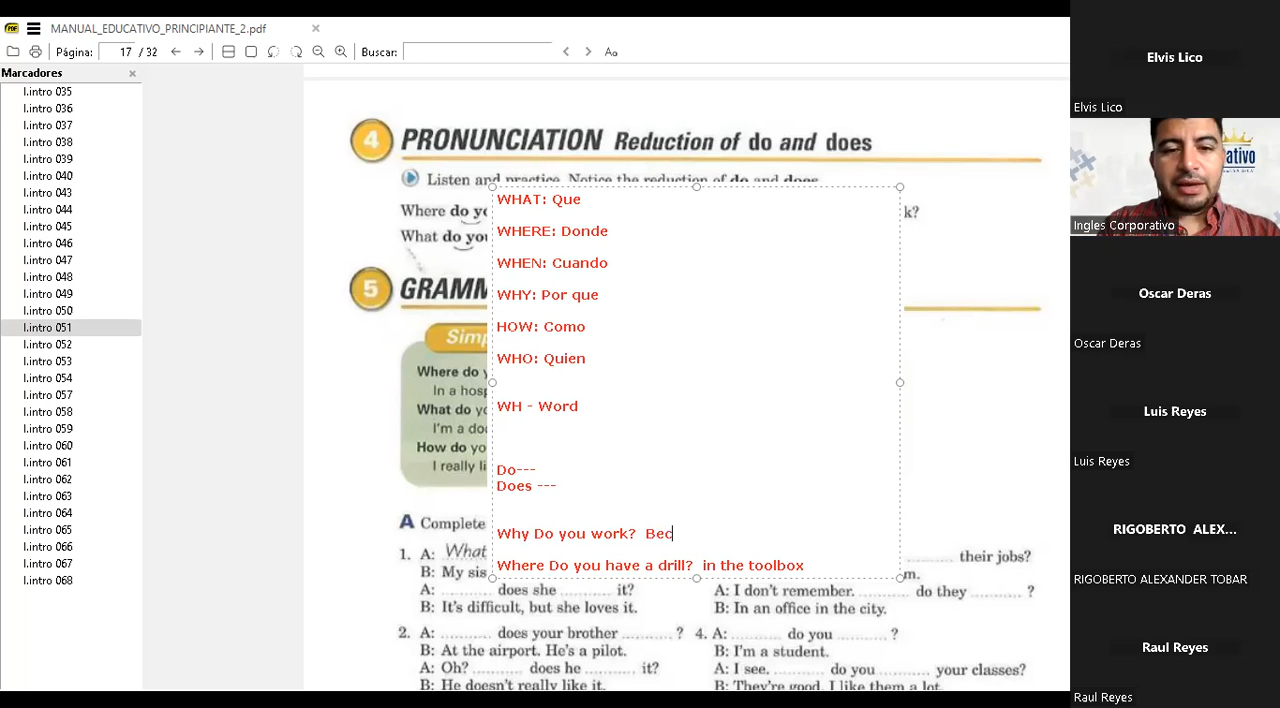 MANUAL_EDUCATIVO_PRINCIPIANTE_2.pdf
Página: 17 / 32 Buscar: Aa
Marcadores
I.intro 035
I.intro 036
I.intro 037
I.intro 038
I.intro 039
I.intro 040
I.intro 043
I.intro 044
I.intro 045
I.intro 046
I.intro 047
I.intro 048
I.intro 049
I.intro 050
I.intro 051
I.intro 052
I.intro 053
I.intro 054
I.intro 057
I.intro 058
I.intro 059
I.intro 060
I.intro 061
I.intro 062
I.intro 063
I.intro 064
I.intro 065
I.intro 066
I.intro 067
I.intro 068
4 PRONUNCIATION Reduction of do and does
Listen and practice. Notice the reduction of do and does.
Where do yo k?
What do you
5 GRAMM
Simp
Where do y
In a hosp
What do yo
I'm a do
How do yo
I really li
WHAT: Que
WHERE: Donde
WHEN: Cuando
WHY: Por que
HOW: Como
WHO: Quien
WH - Word
Do---
Does ---
Why Do you work? Bec
Where Do you have a drill? in the toolbox
A Complete
1. A: What
B: My sis
A: ......... does she ......... it?
B: It's difficult, but she loves it.
2. A: ......... does your brother ......... ?
B: At the airport. He's a pilot.
A: Oh? ......... does he ......... it?
B: He doesn't really like it.
......... their jobs?
m.
A: I don't remember. ......... do they ......... ?
B: In an office in the city.
4. A: ......... do you ......... ?
B: I'm a student.
A: I see. ......... do you ......... your classes?
B: They're good. I like them a lot.
Elvis Lico
Elvis Lico
ativo
Ingles Corporativo
Oscar Deras
Oscar Deras
Luis Reyes
Luis Reyes
RIGOBERTO ALEX...
RIGOBERTO ALEXANDER TOBAR
Raul Reyes
Raul Reyes